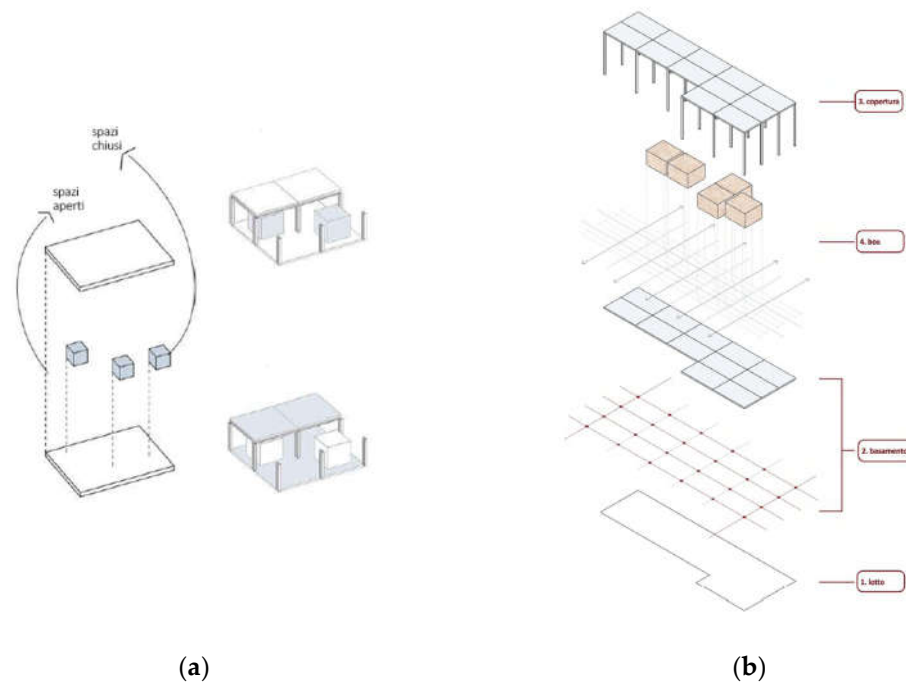 spazi
chiusi
spazi
aperti
(a)
3. copertura
4. box
2. basamento
1. lotto
(b)